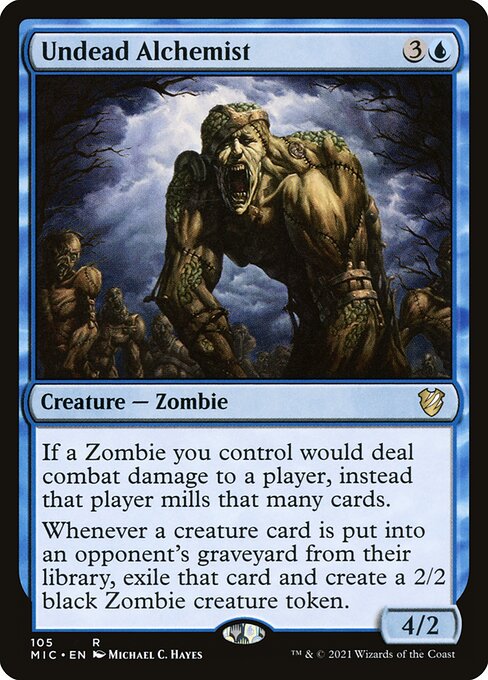 Undead Alchemist 3
Creature — Zombie
If a Zombie you control would deal
combat damage to a player, instead
that player mills that many cards.
Whenever a creature card is put into
an opponent's graveyard from their
library, exile that card and create a 2/2
black Zombie creature token.
4/2
105 R
MIC • EN Michael C. Hayes ™ & © 2021 Wizards of the Coast